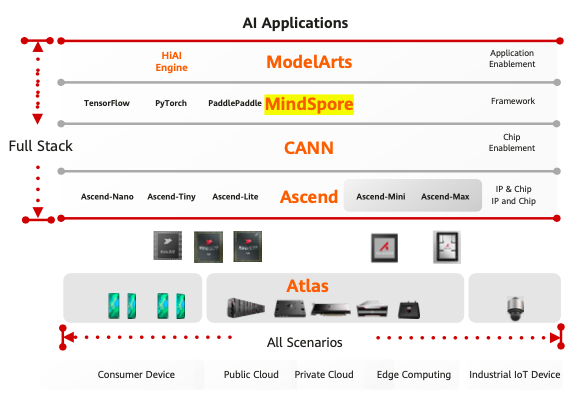 AI Applications
HiAI
Engine
ModelArts
Application
Enablement
TensorFlow
PyTorch
PaddlePaddle
MindSpore
Framework
Full Stack
CANN
Chip
Enablement
Ascend-Nano
Ascend-Tiny
Ascend-Lite
Ascend
Ascend-Mini
Ascend-Max
IP & Chip
IP and Chip
Atlas
All Scenarios
Consumer Device
Public Cloud
Private Cloud
Edge Computing
Industrial IoT Device